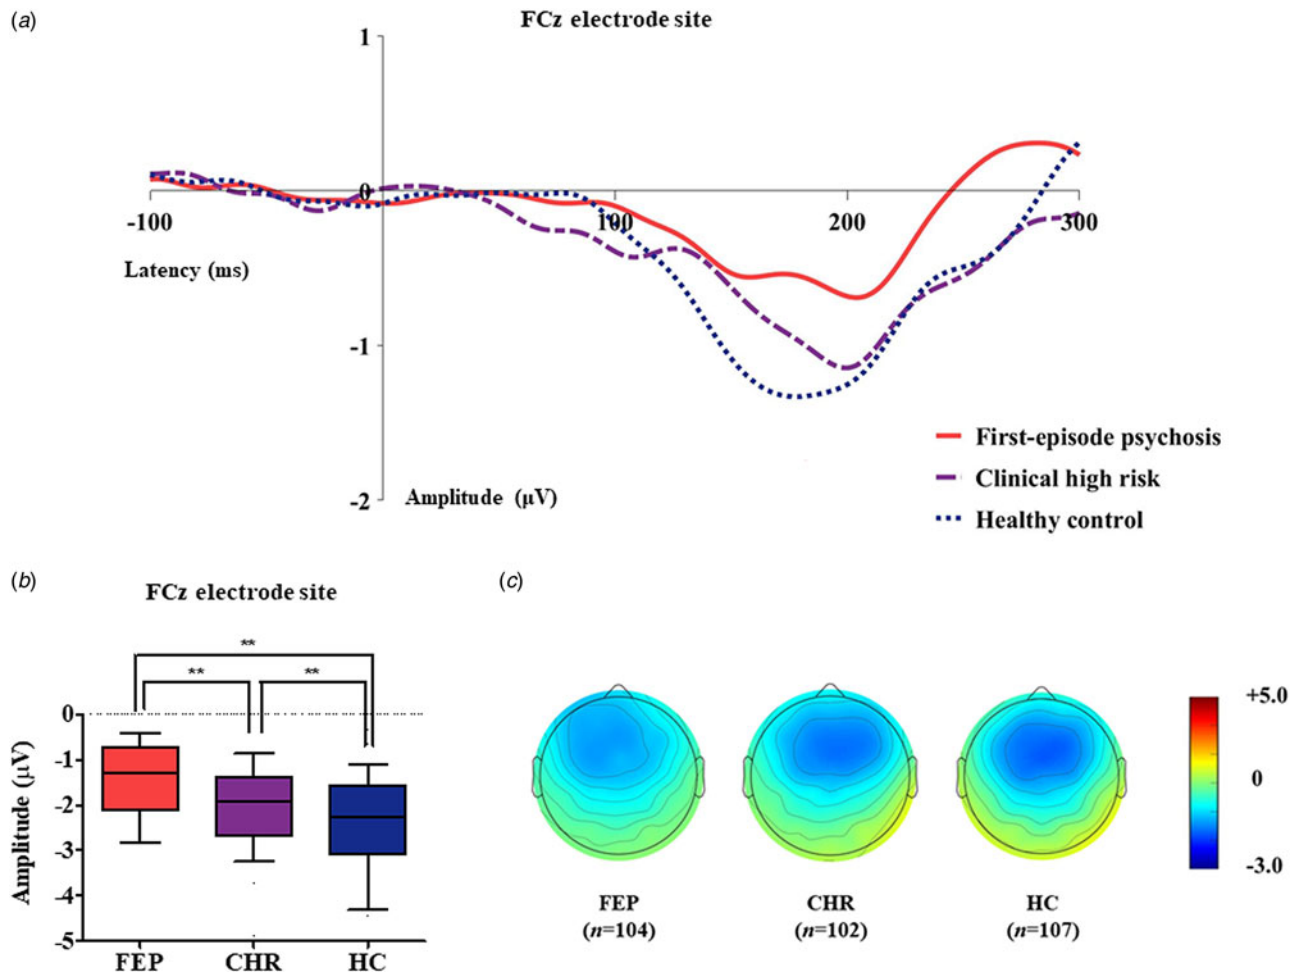 (a)
FCz electrode site
1
0
-100
100
200
300
Latency (ms)
-1
-2
Amplitude (μV)
First-episode psychosis
Clinical high risk
Healthy control
(b)
FCz electrode site
**
**
**
0
-1
-2
-3
-4
-5
Amplitude (μV)
FEP
CHR
HC
(c)
+5.0
0
-3.0
FEP
CHR
HC
(n=104)
(n=102)
(n=107)